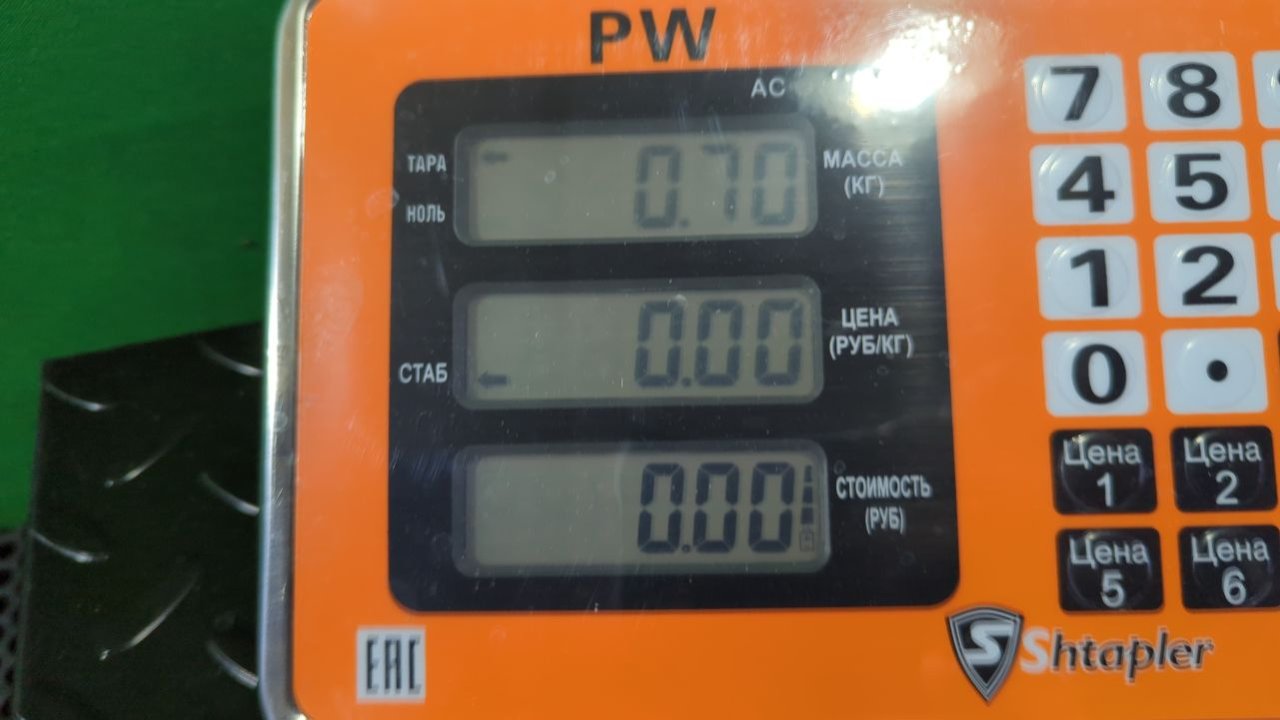 PW
AC
ТАРА
НОЛЬ
0.70
МАССА
(КГ)
СТАБ
0.00
ЦЕНА
(РУБ/КГ)
0.00
СТОИМОСТЬ
(РУБ)
7 8
4 5
1 2
0 .
Цена
1
Цена
2
Цена
5
Цена
6
EAC
S Shtapler